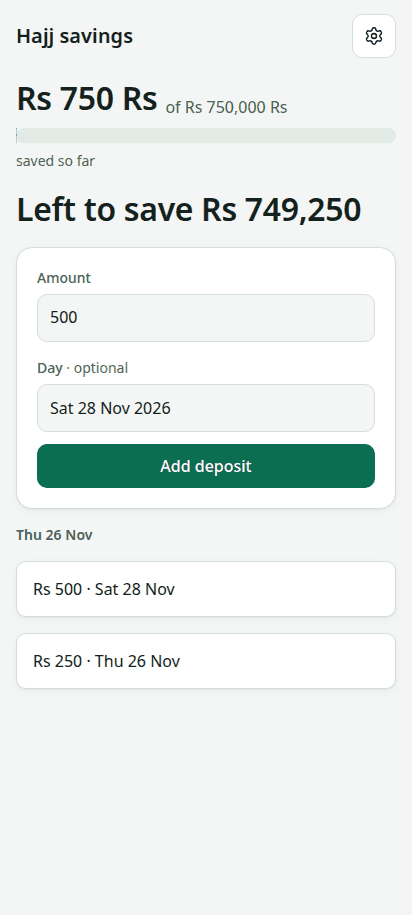 Hajj savings
Rs 750 Rs of Rs 750,000 Rs
saved so far
Left to save Rs 749,250
Amount
500
Day · optional
Sat 28 Nov 2026
Add deposit
Thu 26 Nov
Rs 500 · Sat 28 Nov
Rs 250 · Thu 26 Nov